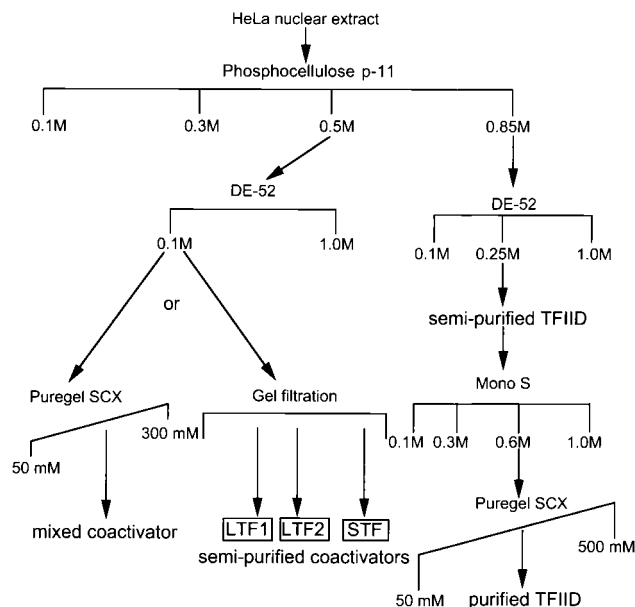 HeLa nuclear extract
Phosphocellulose p-11
0.1M 0.3M 0.5M 0.85M
DE-52
0.1M 1.0M
DE-52
0.1M 0.25M 1.0M
or
semi-purified TFIID
Puregel SCX
50 mM 300 mM
mixed coactivator
Gel filtration
LTF1 LTF2 STF
semi-purified coactivators
Mono S
0.1M 0.3M 0.6M 1.0M
Puregel SCX
50 mM 500 mM
purified TFIID